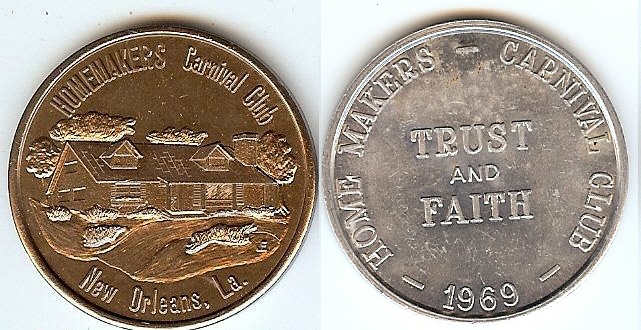 HOMEMAKERS Carnival Club
New Orleans, La.
HOME MAKERS — CARNIVAL CLUB
TRUST
AND
FAITH
— 1969 —